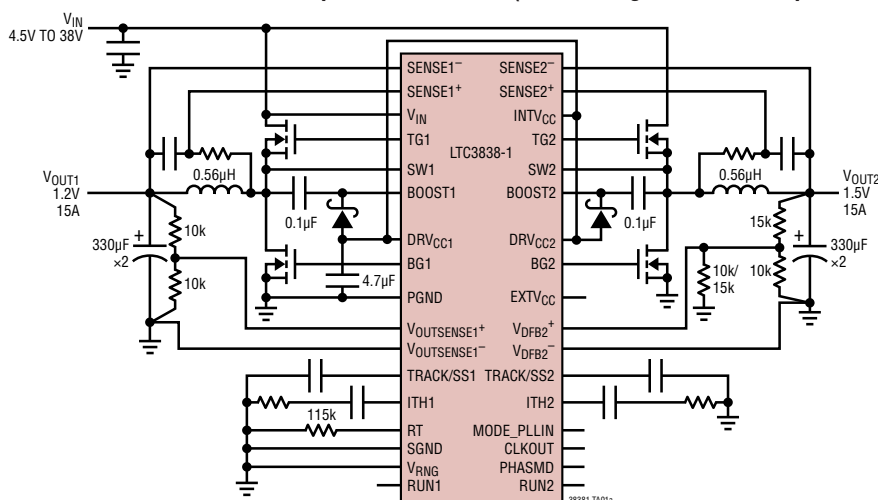 VIN
4.5V TO 38V
SENSE1–
SENSE2–
SENSE1+
SENSE2+
VIN
INTVCC
TG1
LTC3838-1
TG2
SW1
SW2
VOUT1
1.2V
15A
0.56µH
BOOST1
BOOST2
0.56µH
VOUT2
1.5V
15A
0.1µF
0.1µF
10k
15k
DRVCC1
DRVCC2
330µF
×2
4.7µF
BG1
BG2
10k
10k/
15k
10k
330µF
×2
PGND
EXTVCC
VOUTSENSE1+
VDFB2+
VOUTSENSE1–
VDFB2–
TRACK/SS1
TRACK/SS2
ITH1
ITH2
115k
RT
MODE_PLLIN
SGND
CLKOUT
VRNG
PHASMD
RUN1
RUN2
38381 TA01a